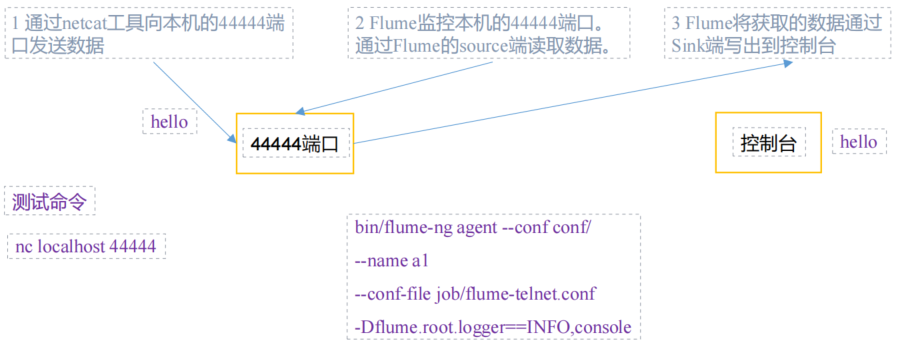 1 通过netcat工具向本机的44444端
口发送数据
2 Flume监控本机的44444端口。
通过Flume的source端读取数据。
3 Flume将获取的数据通过
Sink端写出到控制台
hello
44444端口
控制台
hello
测试命令
nc localhost 44444
bin/flume-ng agent --conf conf/
--name a1
--conf-file job/flume-telnet.conf
-Dflume.root.logger==INFO,console